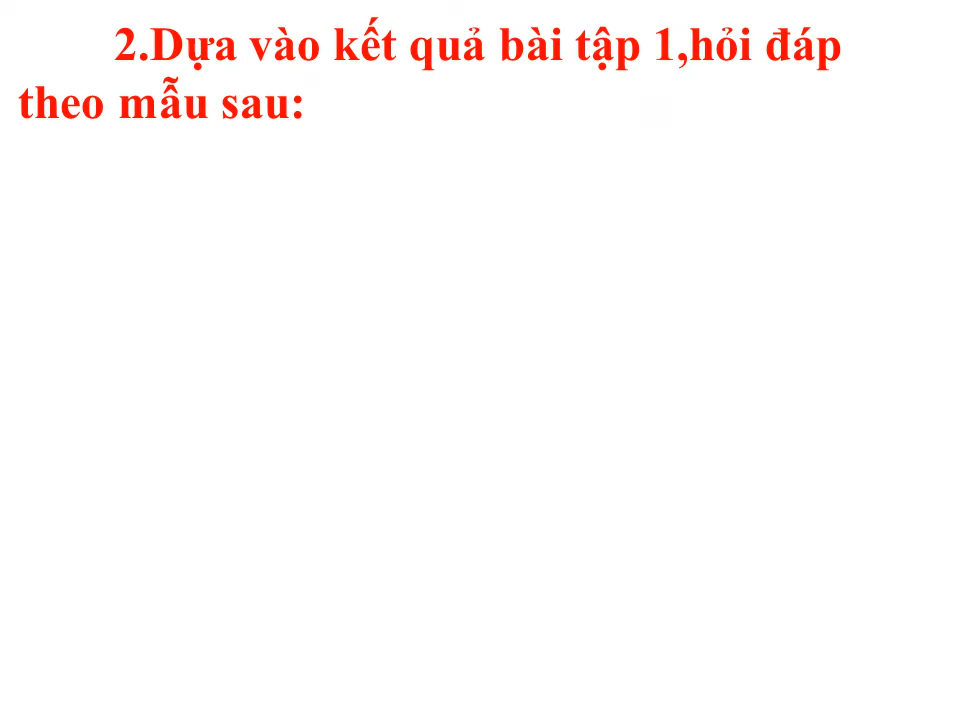 2.Dựa vào kết quả bài tập 1,hỏi đáp
theo mẫu sau: